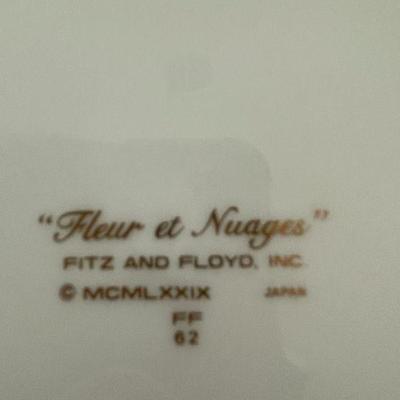 “Fleur et Nuages”
FITZ AND FLOYD, INC.
© MCMLXXIX JAPAN
FF
62